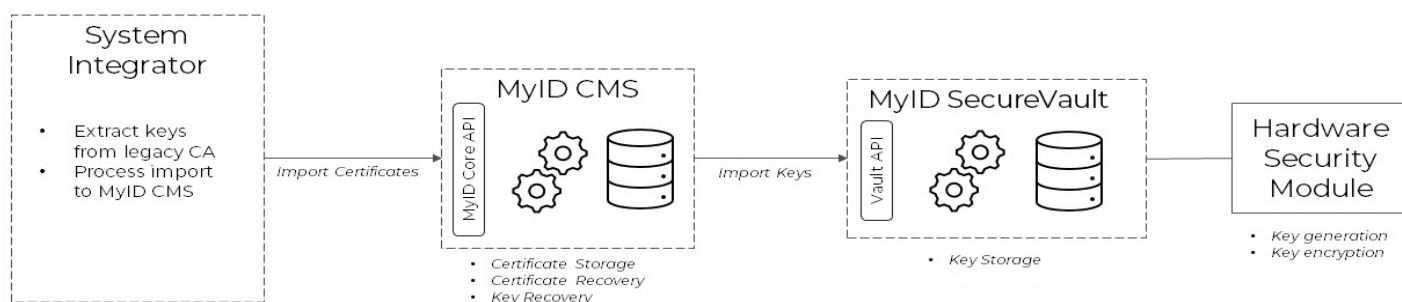 System
Integrator
• Extract keys
from legacy CA
• Process import
to MyID CMS
Import Certificates
MyID CMS
MyID Core API
• Certificate Storage
• Certificate Recovery
• Key Recovery
Import Keys
MyID SecureVault
Vault API
• Key Storage
Hardware
Security
Module
• Key generation
• Key encryption